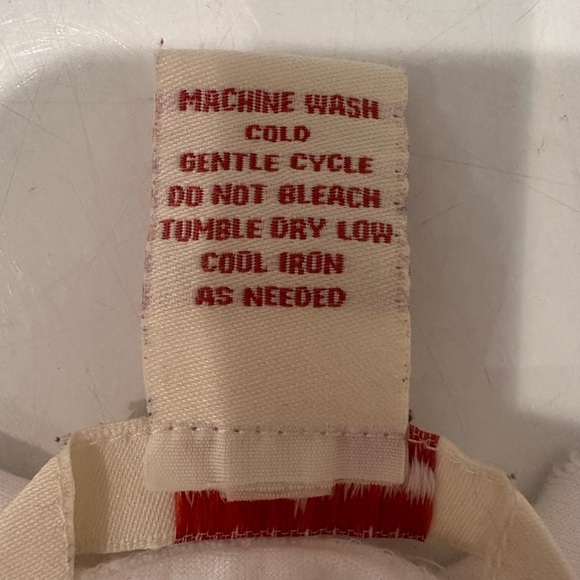 MACHINE WASH
COLD
GENTLE CYCLE
DO NOT BLEACH
TUMBLE DRY LOW
COOL IRON
AS NEEDED